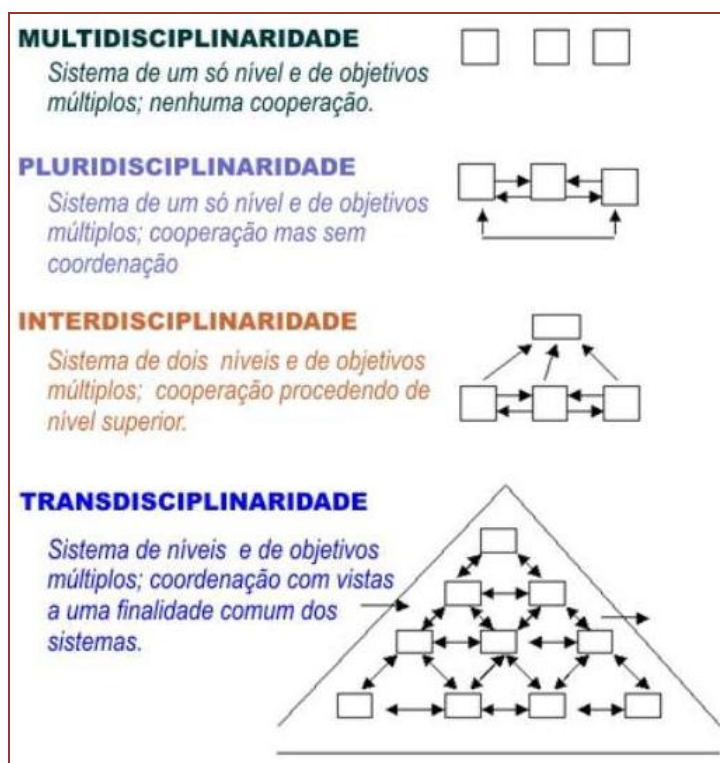 MULTIDISCIPLINARIDADE
Sistema de um só nível e de objetivos
múltiplos; nenhuma cooperação.
PLURIDISCIPLINARIDADE
Sistema de um só nível e de objetivos
múltiplos; cooperação mas sem
coordenação
INTERDISCIPLINARIDADE
Sistema de dois níveis e de objetivos
múltiplos; cooperação procedendo de
nível superior.
TRANSDISCIPLINARIDADE
Sistema de níveis e de objetivos
múltiplos; coordenação com vistas
a uma finalidade comum dos
sistemas.